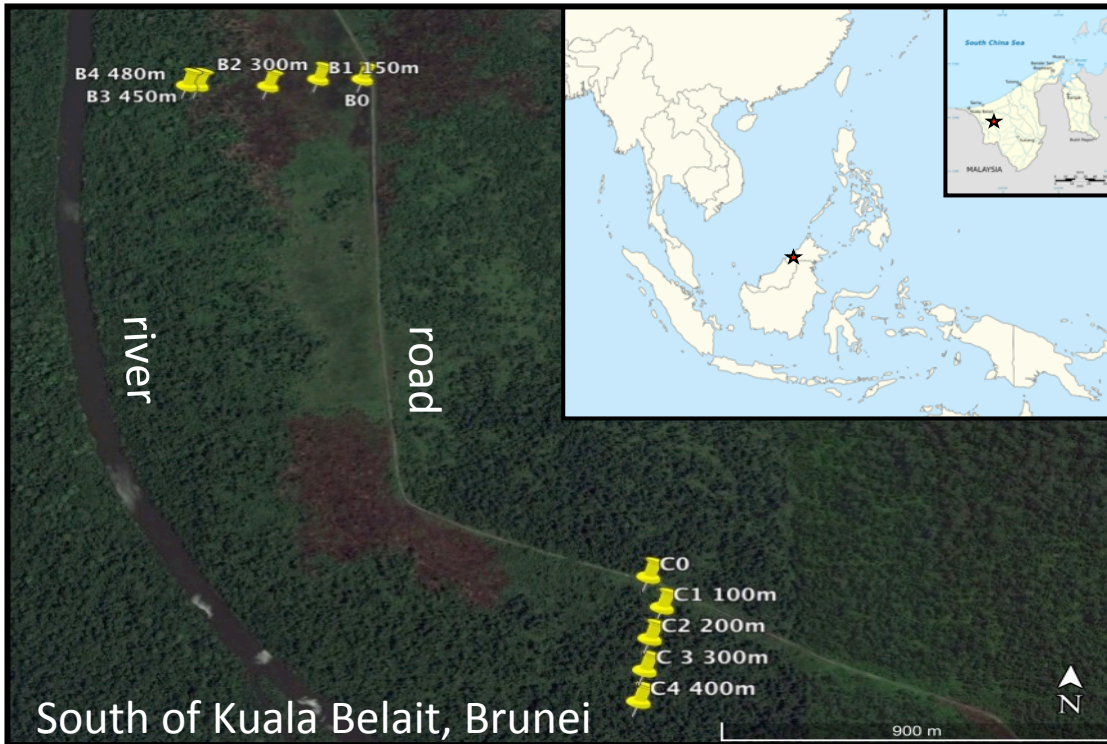 B4 480m
B3 450m
B2 300m
B1 150m
B0
river
road
C0
C1 100m
C2 200m
C 3 300m
C4 400m
South of Kuala Belait, Brunei
900 m
N
South China Sea
MALAYSIA